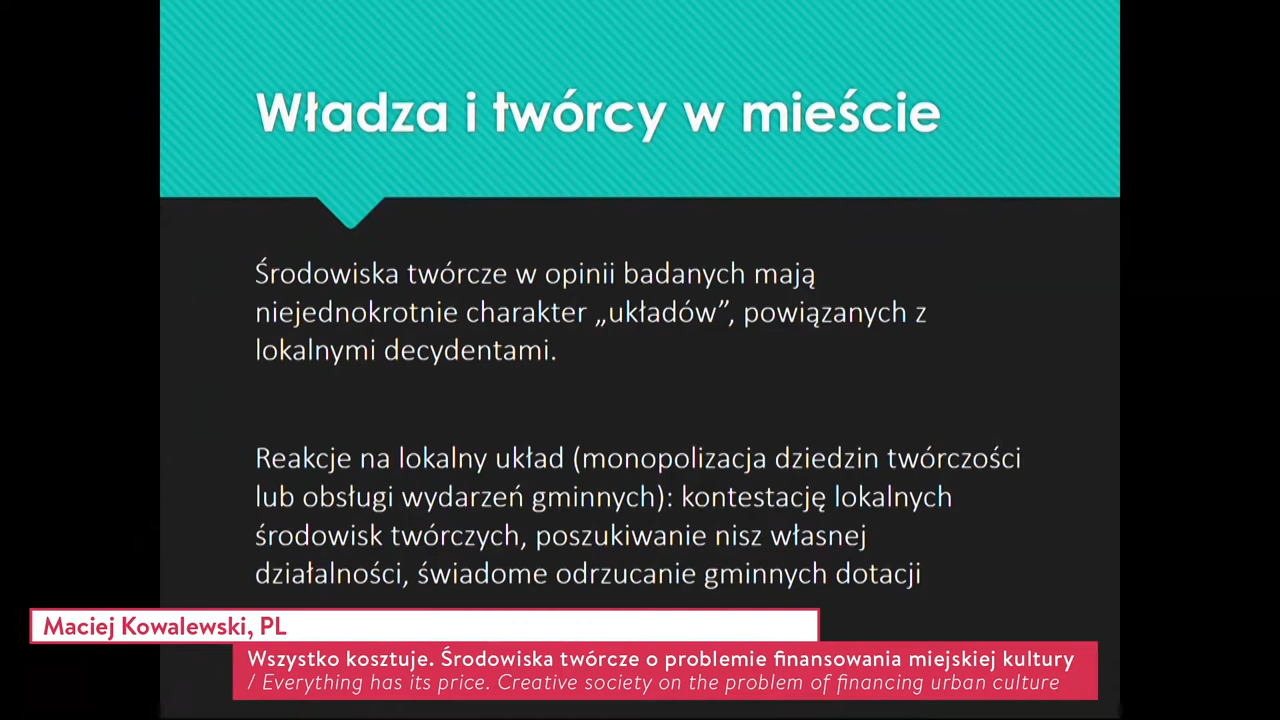 Władza i twórcy w mieście
Środowiska twórcze w opinii badanych mają
niejednokrotnie charakter „układów”, powiązanych z
lokalnymi decydentami.
Reakcje na lokalny układ (monopolizacja dziedzin twórczości
lub obsługi wydarzeń gminnych): kontestację lokalnych
środowisk twórczych, poszukiwanie nisz własnej
działalności, świadome odrzucanie gminnych dotacji
Maciej Kowalewski, PL
Wszystko kosztuje. Środowiska twórcze o problemie finansowania miejskiej kultury
/ Everything has its price. Creative society on the problem of financing urban culture